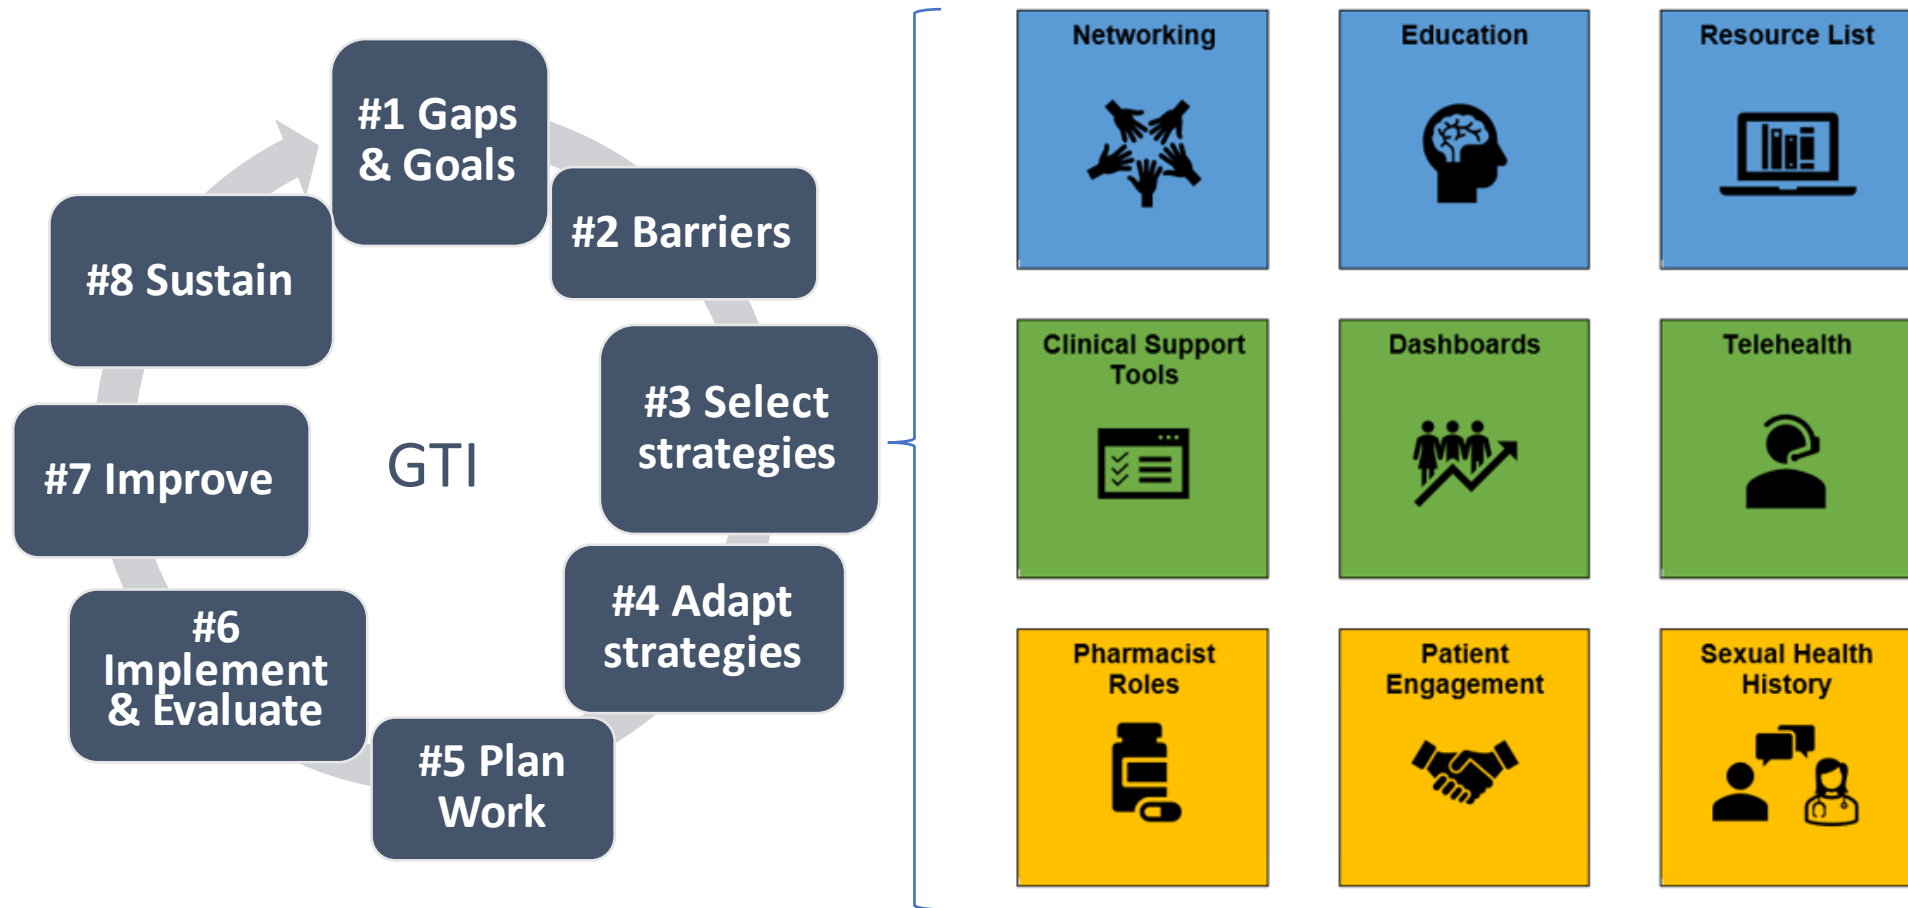 #1 Gaps
& Goals
#2 Barriers
#3 Select
strategies
#4 Adapt
strategies
#5 Plan
Work
#6
Implement
& Evaluate
#7 Improve
#8 Sustain
GTI
Networking
Education
Resource List
Clinical Support
Tools
Dashboards
Telehealth
Pharmacist
Roles
Patient
Engagement
Sexual Health
History